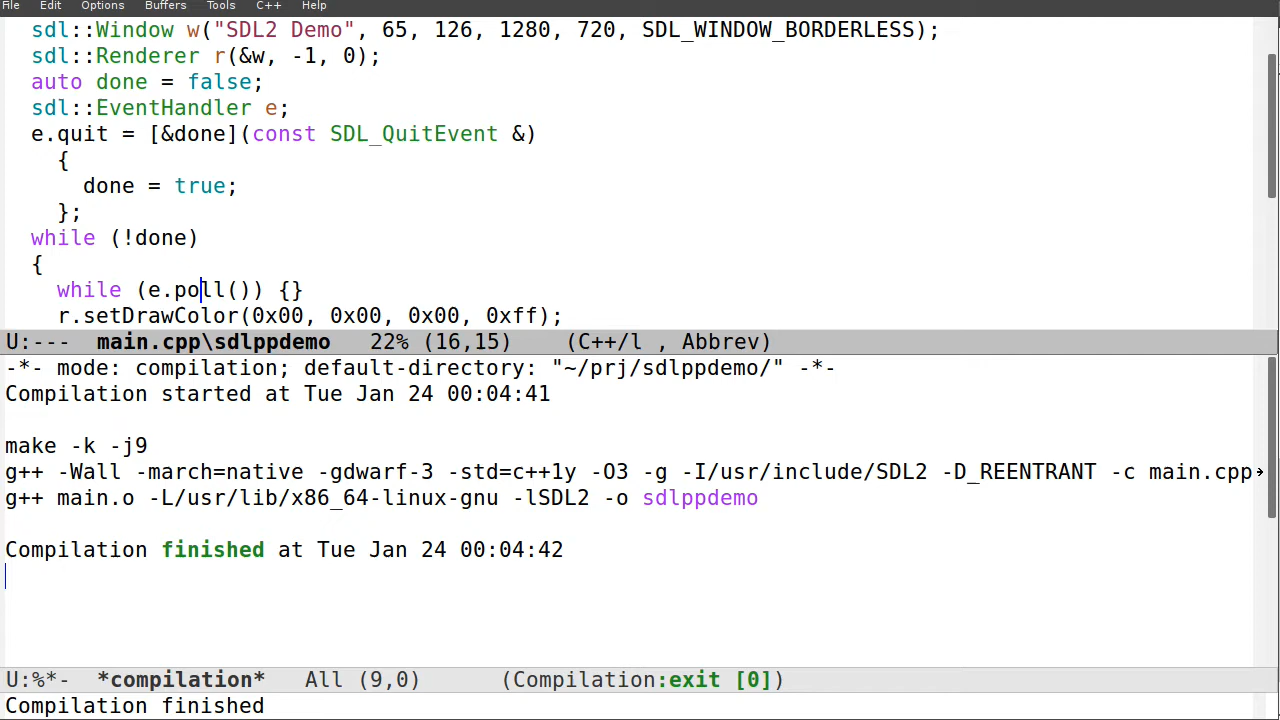 File Edit Options Buffers Tools C++ Help
sdl::Window w("SDL2 Demo", 65, 126, 1280, 720, SDL_WINDOW_BORDERLESS);
sdl::Renderer r(&w, -1, 0);
auto done = false;
sdl::EventHandler e;
e.quit = [&done](const SDL_QuitEvent &)
{
done = true;
};
while (!done)
{
while (e.poll()) {}
r.setDrawColor(0x00, 0x00, 0x00, 0xff);
U:--- main.cpp\sdlppdemo 22% (16,15) (C++/l , Abbrev)
-*- mode: compilation; default-directory: "~/prj/sdlppdemo/" -*-
Compilation started at Tue Jan 24 00:04:41
make -k -j9
g++ -Wall -march=native -gdwarf-3 -std=c++1y -O3 -g -I/usr/include/SDL2 -D_REENTRANT -c main.cpp
g++ main.o -L/usr/lib/x86_64-linux-gnu -lSDL2 -o sdlppdemo
Compilation finished at Tue Jan 24 00:04:42
U:%*- *compilation* All (9,0) (Compilation:exit [0])
Compilation finished